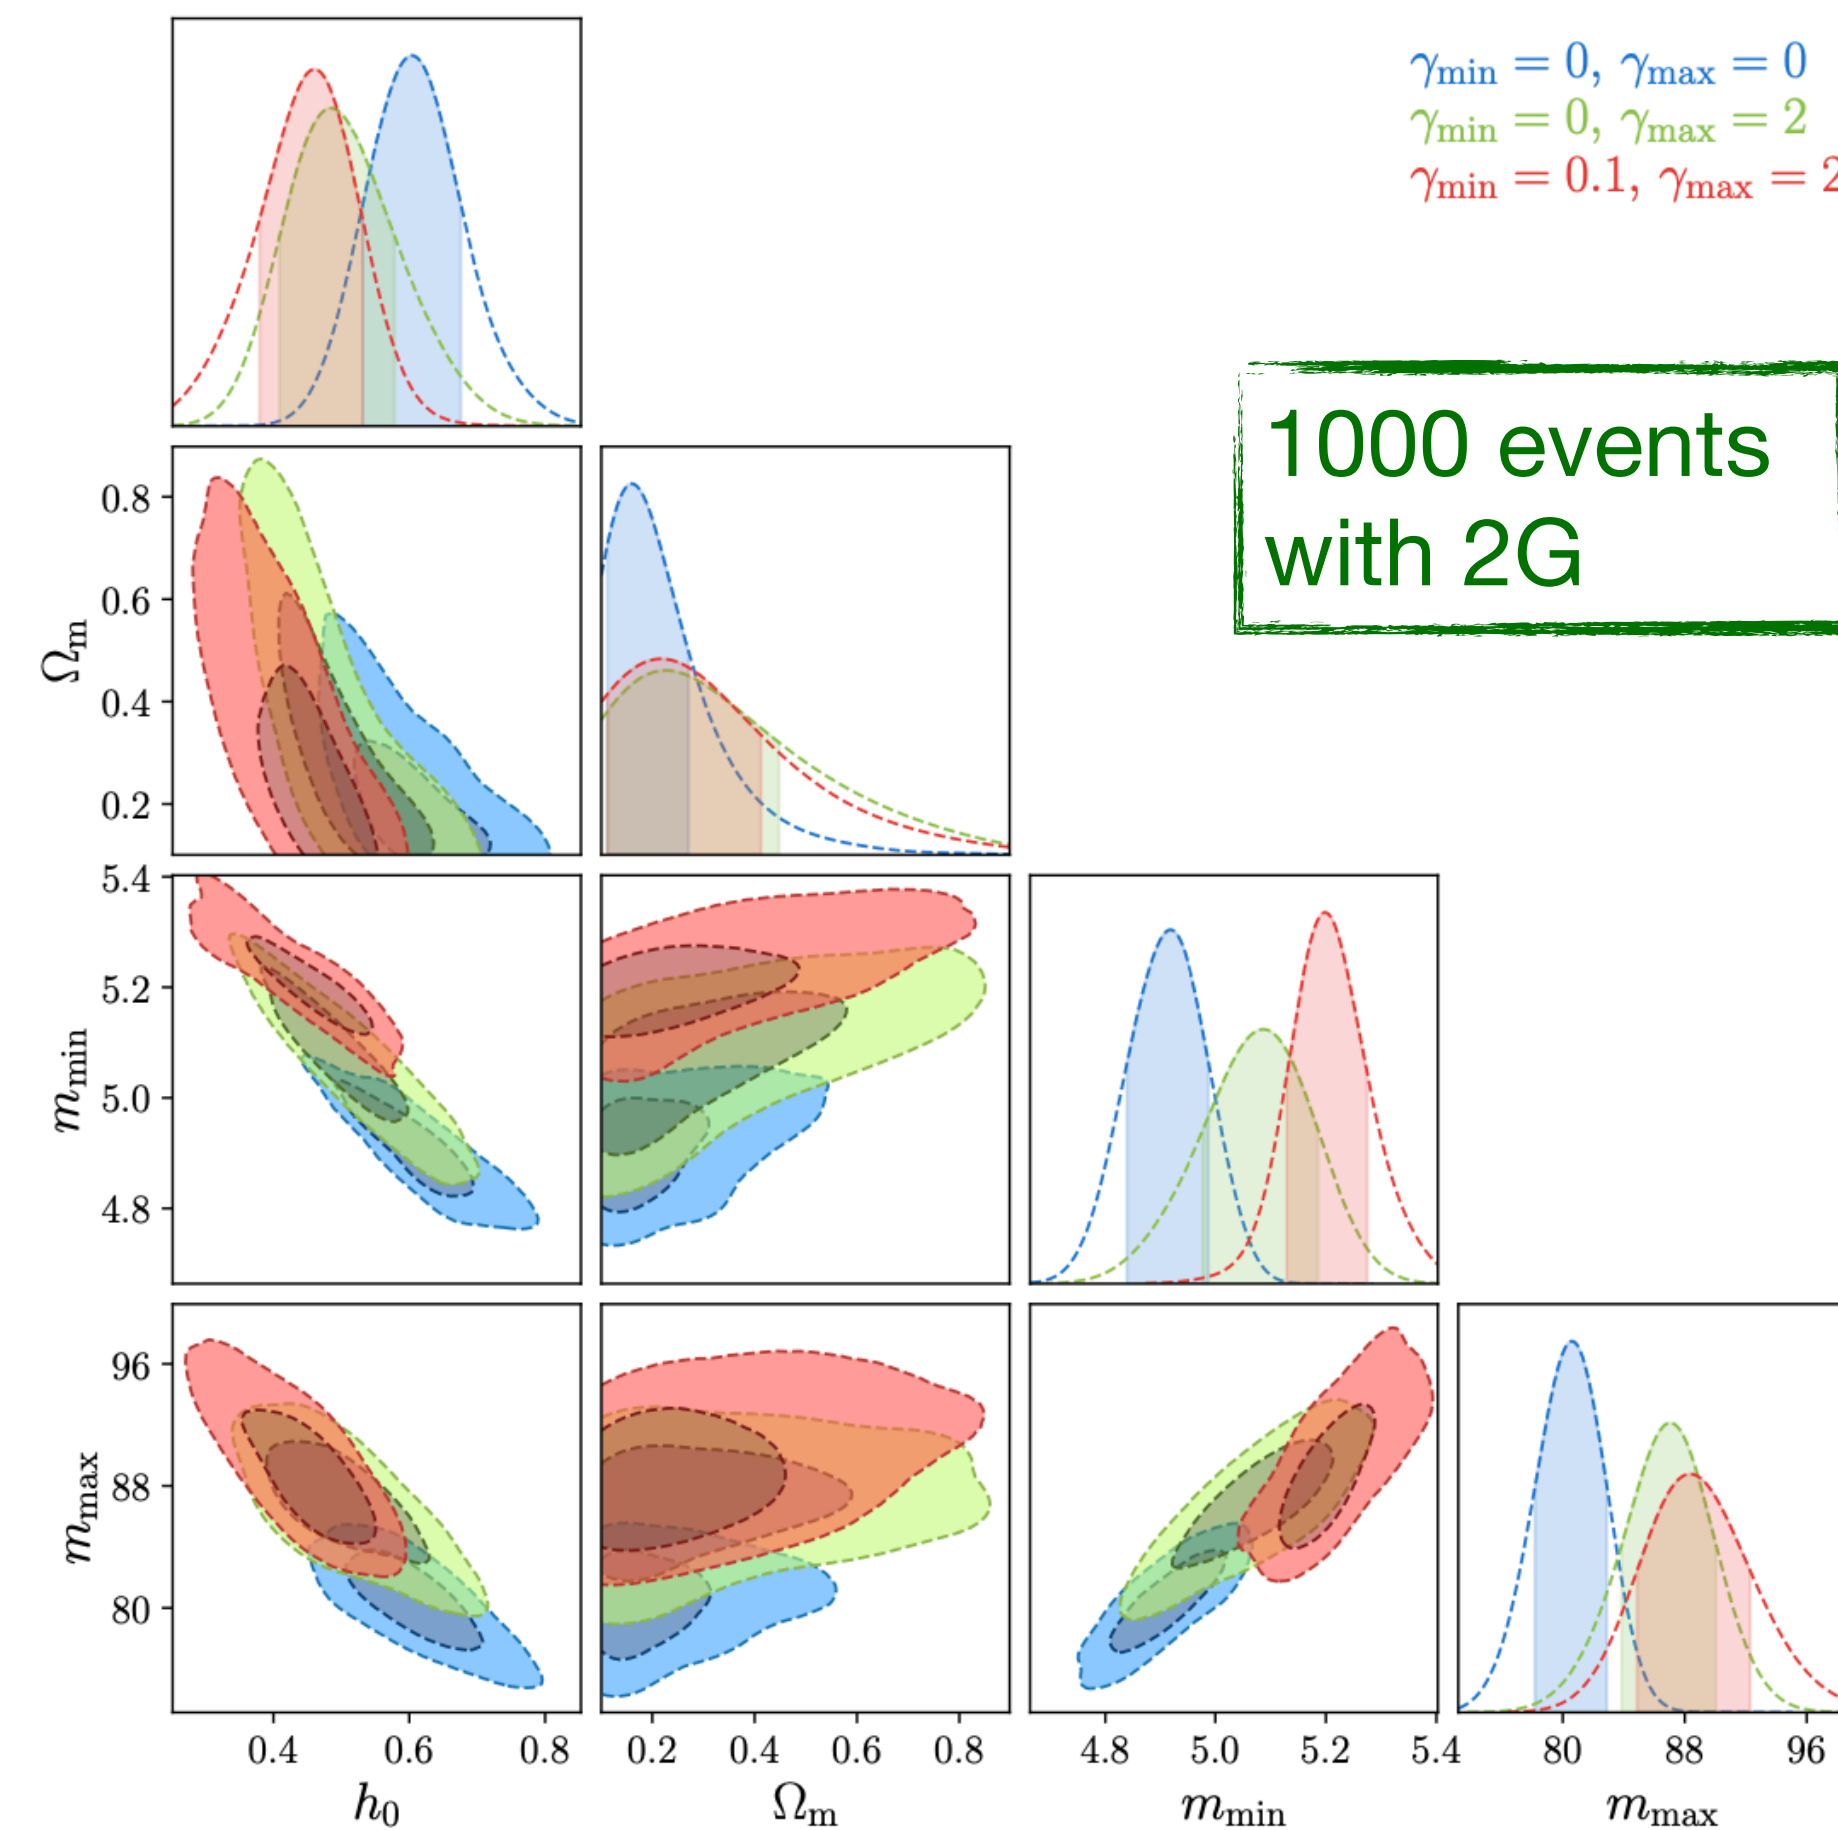 γmin = 0, γmax = 0
γmin = 0, γmax = 2
γmin = 0.1, γmax = 2
1000 events
with 2G
0.8
0.6
Ωm
0.4
0.2
5.4
5.2
mmin
5.0
4.8
96
mmax
88
80
0.4 0.6 0.8 0.2 0.4 0.6 0.8 4.8 5.0 5.2 5.4 80 88 96
h0 Ωm mmin mmax